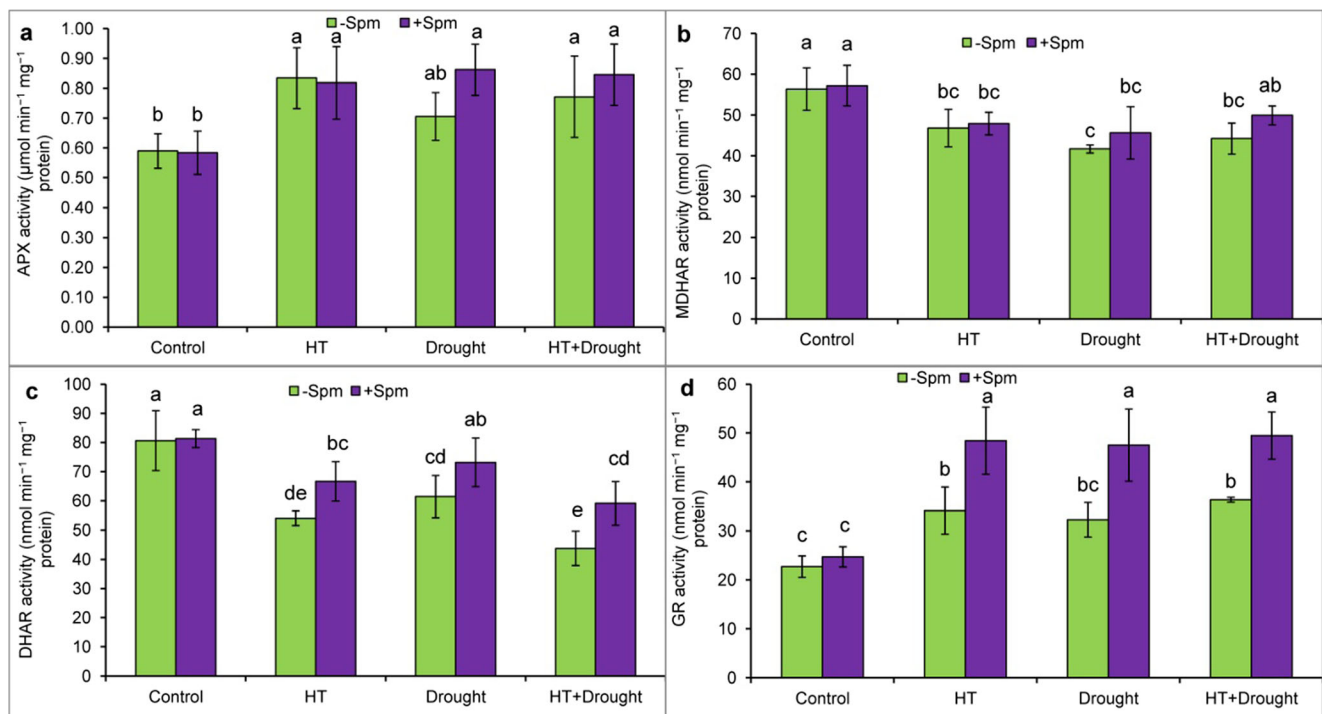 a
-Spm +Spm
APX activity (µmol min⁻¹ mg⁻¹
protein)
1.00
0.90
0.80
0.70
0.60
0.50
0.40
0.30
0.20
0.10
0.00
b b a a ab a a a
Control HT Drought HT+Drought
b
-Spm +Spm
MDHAR activity (nmol min⁻¹ mg⁻¹
protein)
70
60
50
40
30
20
10
0
a a bc bc c bc bc ab
Control HT Drought HT+Drought
c
-Spm +Spm
DHAR activity (nmol min⁻¹ mg⁻¹
protein)
100
90
80
70
60
50
40
30
20
10
0
a a de bc cd ab e cd
Control HT Drought HT+Drought
d
-Spm +Spm
GR activity (nmol min⁻¹ mg⁻¹
protein)
60
50
40
30
20
10
0
c c b a bc a b a
Control HT Drought HT+Drought